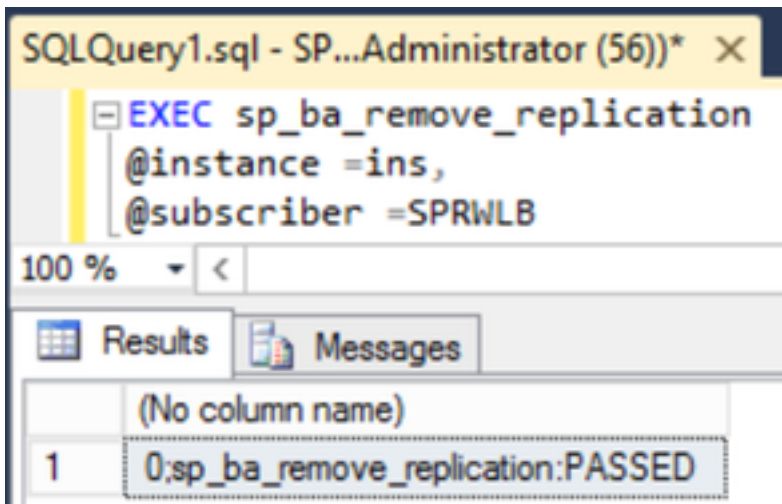 SQLQuery1.sql - SP...Administrator (56))*
EXEC sp_ba_remove_replication
@instance =ins,
@subscriber =SPRWLB
100 %
Results Messages
(No column name)
1 0;sp_ba_remove_replication:PASSED